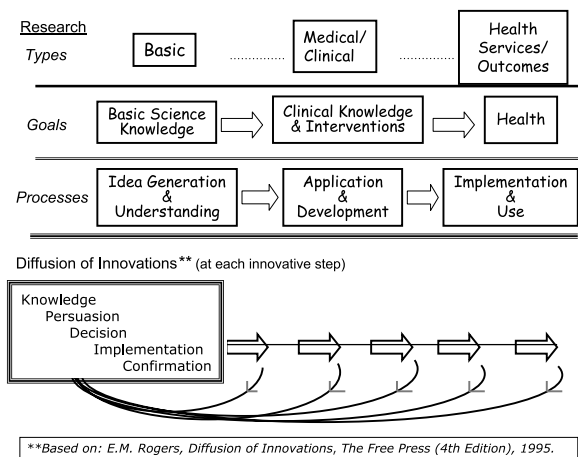 Research
Types
Basic
Medical/
Clinical
Health
Services/
Outcomes
Goals
Basic Science
Knowledge
Clinical Knowledge
& Interventions
Health
Processes
Idea Generation
&
Understanding
Application
&
Development
Implementation
&
Use
Diffusion of Innovations** (at each innovative step)
Knowledge
Persuasion
Decision
Implementation
Confirmation
**Based on: E.M. Rogers, Diffusion of Innovations, The Free Press (4th Edition), 1995.